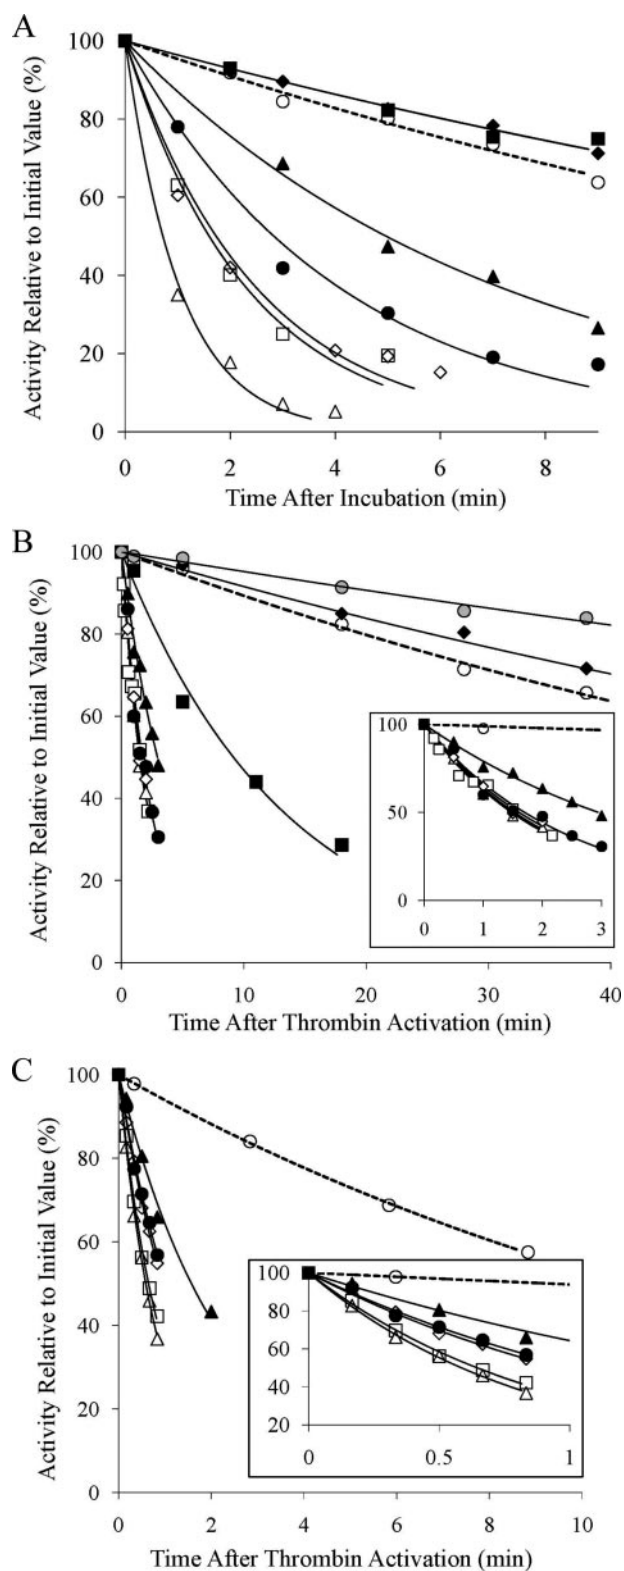 A
Activity Relative to Initial Value (%)
100
80
60
40
20
0
0 2 4 6 8
Time After Incubation (min)
B
Activity Relative to Initial Value (%)
100
80
60
40
20
0
100
50
0
0 1 2 3
0 10 20 30 40
Time After Thrombin Activation (min)
C
Activity Relative to Initial Value (%)
100
80
60
40
20
0
100
80
60
40
20
0 0.5 1
0 2 4 6 8 10
Time After Thrombin Activation (min)